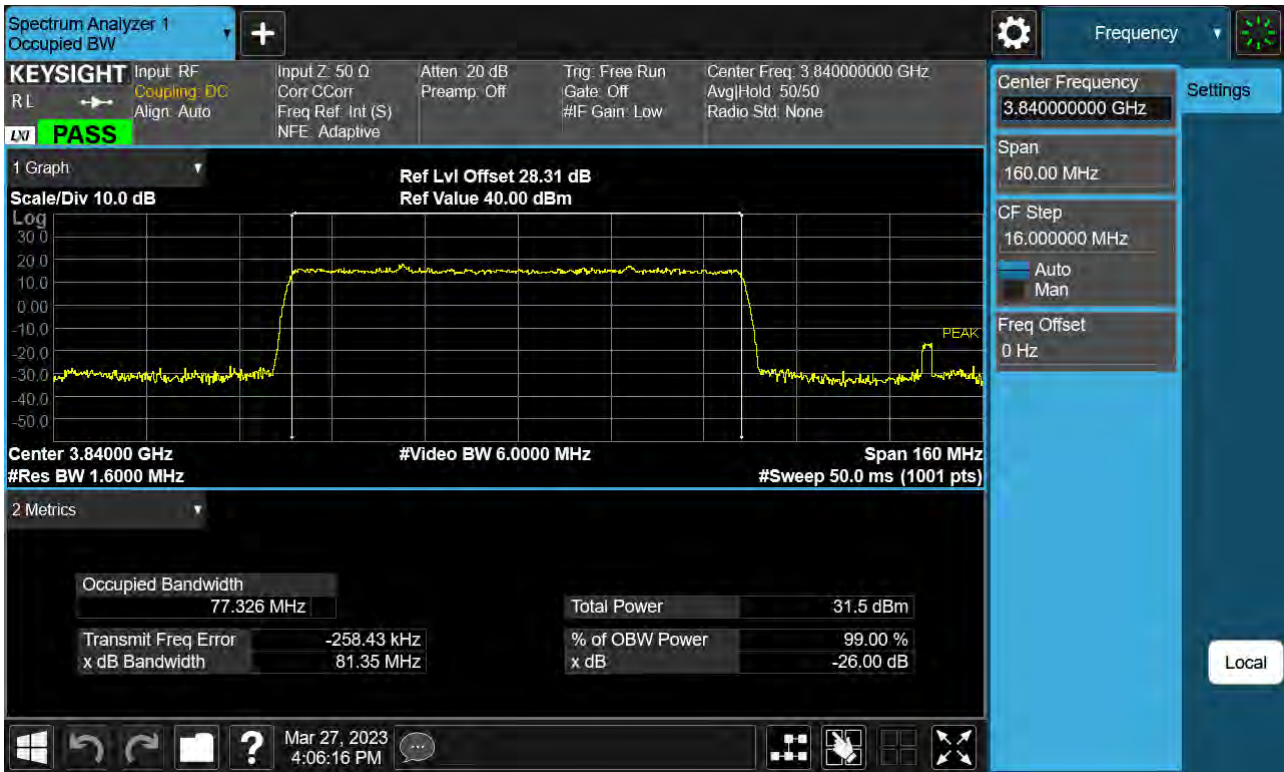 Spectrum Analyzer 1
Occupied BW
Frequency
KEYSIGHT
R L
LXI
PASS
Input: RF
Coupling: DC
Align: Auto
Input Z: 50 Ω
Corr CCorr
Freq Ref: Int (S)
NFE: Adaptive
Atten: 20 dB
Preamp: Off
Trig: Free Run
Gate: Off
#IF Gain: Low
Center Freq: 3.840000000 GHz
Avg|Hold: 50/50
Radio Std: None
Center Frequency
3.840000000 GHz
Settings
Span
160.00 MHz
CF Step
16.000000 MHz
Auto
Man
Freq Offset
0 Hz
Local
1 Graph
Scale/Div 10.0 dB
Ref Lvl Offset 28.31 dB
Ref Value 40.00 dBm
Log
30.0
20.0
10.0
0.00
-10.0
-20.0
-30.0
-40.0
-50.0
PEAK
Center 3.84000 GHz
#Video BW 6.0000 MHz
Span 160 MHz
#Res BW 1.6000 MHz
#Sweep 50.0 ms (1001 pts)
2 Metrics
Occupied Bandwidth
77.326 MHz
Total Power 31.5 dBm
Transmit Freq Error -258.43 kHz
% of OBW Power 99.00 %
x dB Bandwidth 81.35 MHz
x dB -26.00 dB
?
Mar 27, 2023
4:06:16 PM